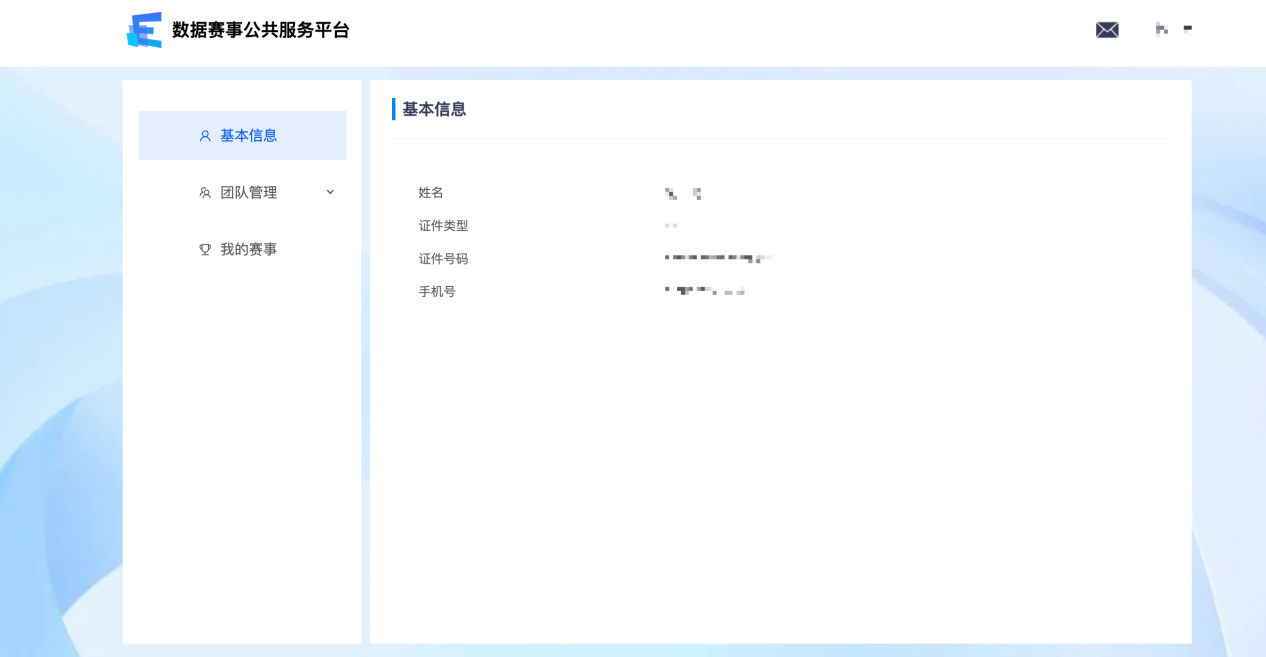 数据赛事公共服务平台
基本信息
团队管理
我的赛事
基本信息
姓名
证件类型
证件号码
手机号